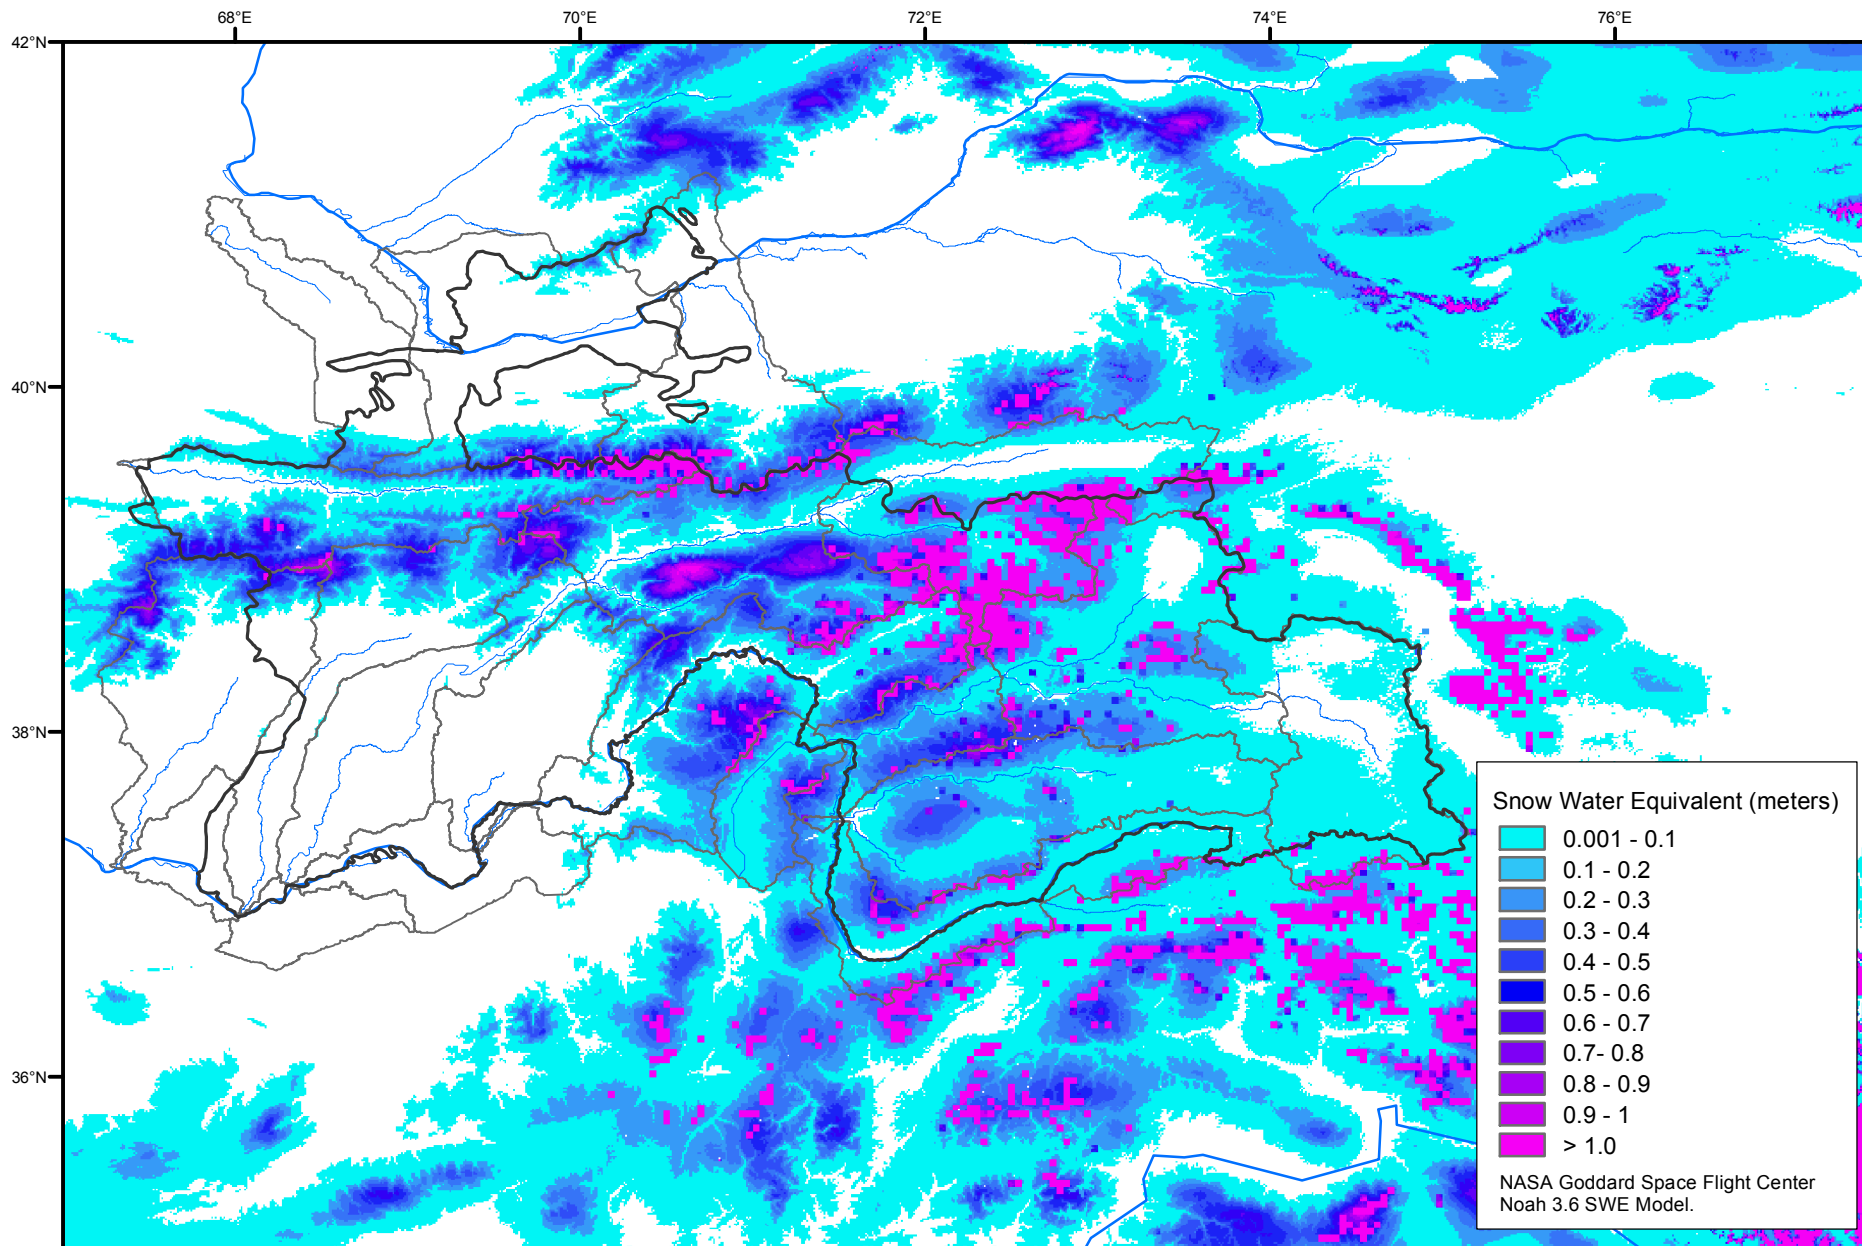 68°E 70°E 72°E 74°E 76°E
42°N
40°N
38°N
36°N
Snow Water Equivalent (meters)
0.001 - 0.1
0.1 - 0.2
0.2 - 0.3
0.3 - 0.4
0.4 - 0.5
0.5 - 0.6
0.6 - 0.7
0.7- 0.8
0.8 - 0.9
0.9 - 1
> 1.0
NASA Goddard Space Flight Center
Noah 3.6 SWE Model.